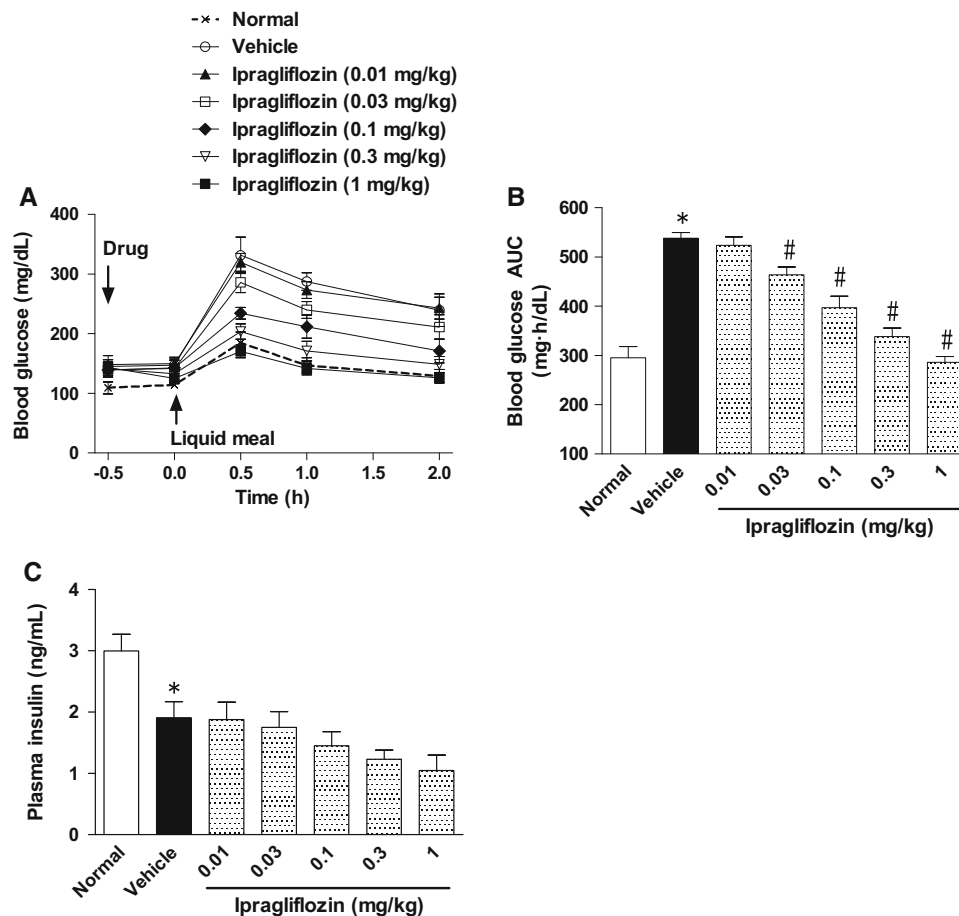 Normal
Vehicle
Ipragliflozin (0.01 mg/kg)
Ipragliflozin (0.03 mg/kg)
Ipragliflozin (0.1 mg/kg)
Ipragliflozin (0.3 mg/kg)
Ipragliflozin (1 mg/kg)
A
Blood glucose (mg/dL)
400
300
200
100
0
Drug
Liquid meal
-0.5 0.0 0.5 1.0 2.0
Time (h)
B
Blood glucose AUC
(mg·h/dL)
600
500
400
300
200
100
*
#
#
#
#
Normal Vehicle 0.01 0.03 0.1 0.3 1
Ipragliflozin (mg/kg)
C
Plasma insulin (ng/mL)
4
3
2
1
0
*
Normal Vehicle 0.01 0.03 0.1 0.3 1
Ipragliflozin (mg/kg)